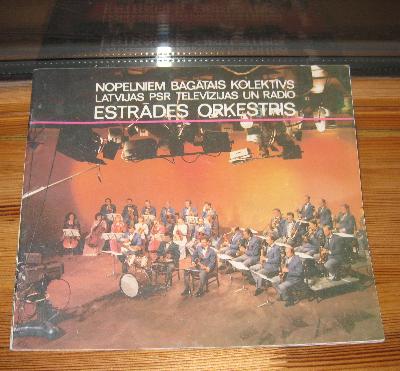 NOPELNIEM BAGĀTAIS KOLEKTĪVS
LATVIJAS PSR TELEVĪZIJAS UN RADIO
ESTRĀDES ORĶESTRIS